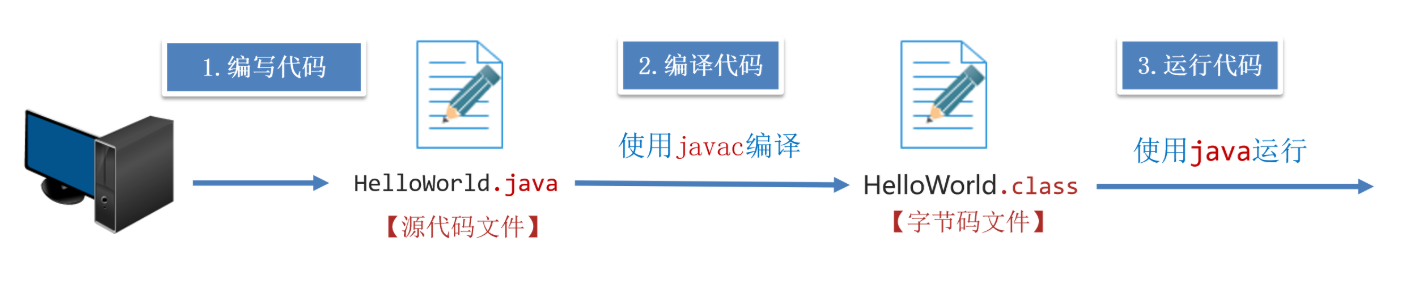 1.编写代码
2.编译代码
3.运行代码
使用javac编译
使用java运行
HelloWorld.java
HelloWorld.class
【源代码文件】
【字节码文件】